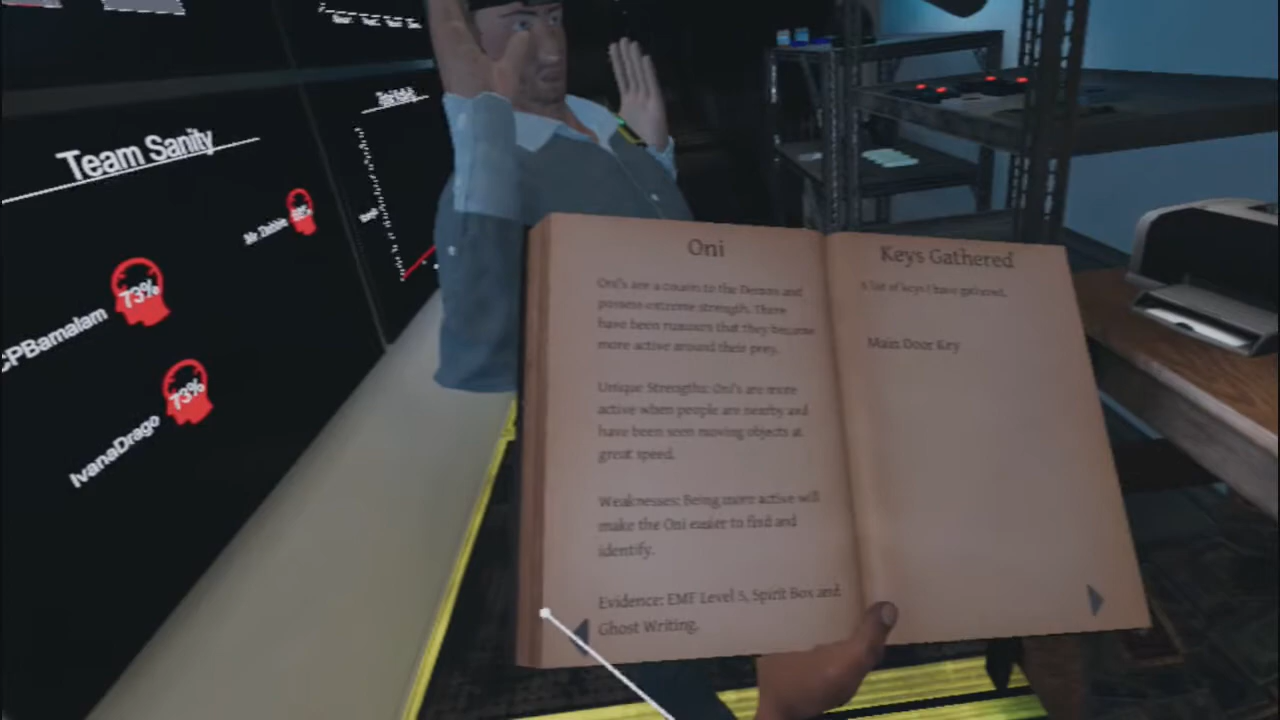 Team Sanity
73%
CPBamalam
73%
IvanaDrago
Oni
Oni's are a cousin to the Demon and
possess extreme strength. There
have been rumours that they become
more active around their prey.
Unique Strengths: Oni's are more
active when people are nearby and
have been seen moving objects at
great speed.
Weaknesses: Being more active will
make the Oni easier to find and
identify.
Evidence: EMF Level 5, Spirit Box and
Ghost Writing.
Keys Gathered
A list of keys I have gathered.
Main Door Key